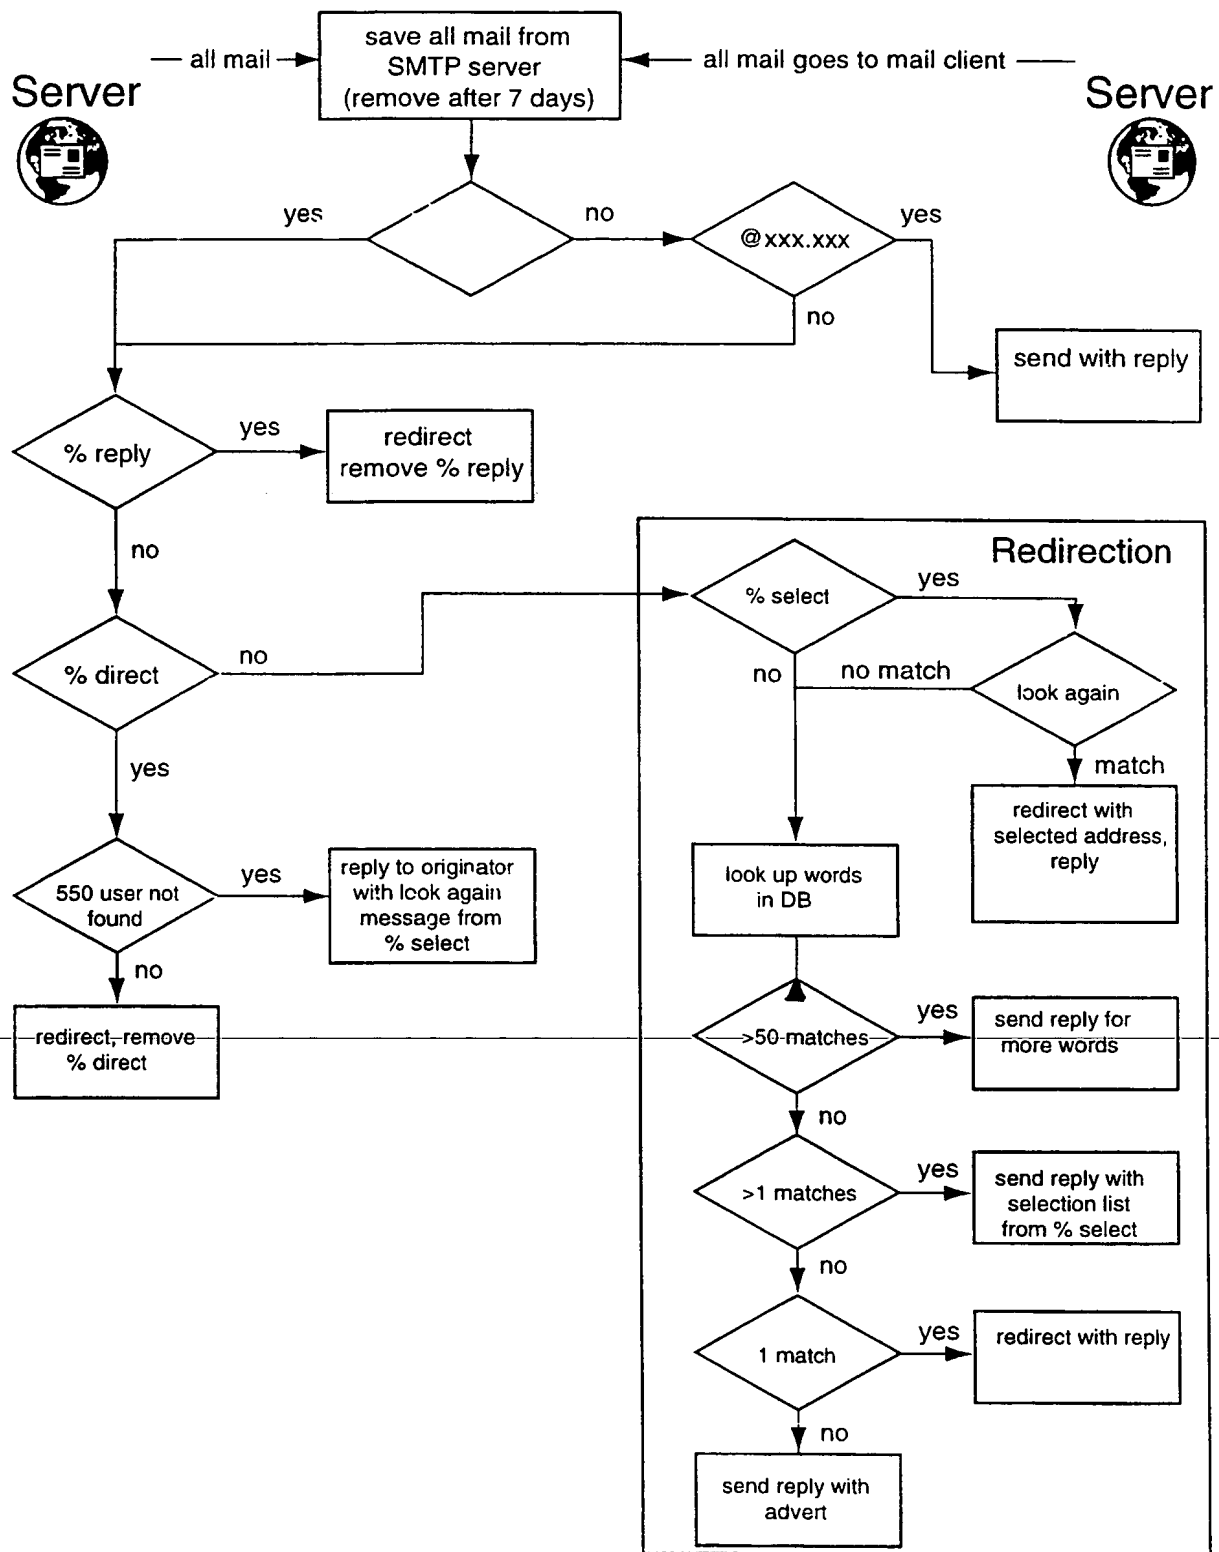 save all mail from
SMTP server
(remove after 7 days)
all mail
all mail goes to mail client
Server
Server
yes
no
@xxx.xxx
yes
no
send with reply
% reply
yes
redirect
remove % reply
no
Redirection
% select
yes
% direct
no
no
no match
look again
yes
match
redirect with
selected address,
reply
look up words
in DB
550 user not
found
yes
reply to originator
with look again
message from
% select
no
redirect, remove
% direct
>50 matches
yes
send reply for
more words
no
>1 matches
yes
send reply with
selection list
from % select
no
1 match
yes
redirect with reply
no
send reply with
advert